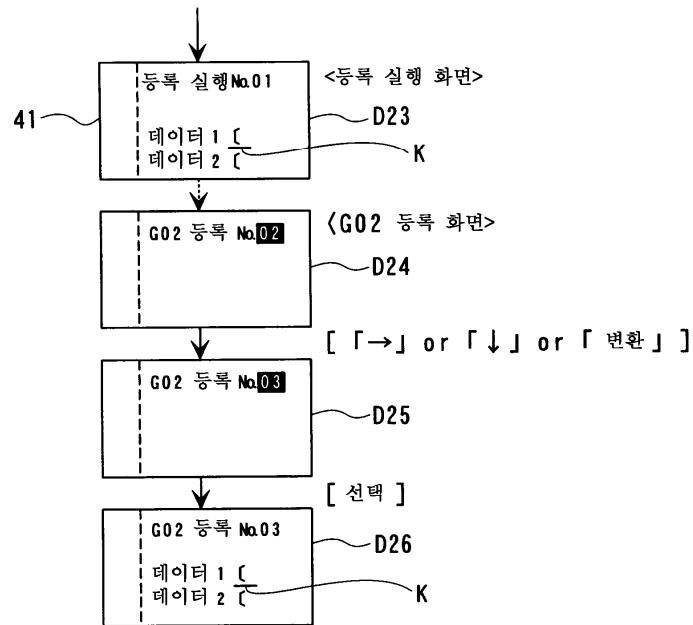 등록 실행 No.01
<등록 실행 화면>
41
D23
데이터 1 [
데이터 2 [
K
G02 등록 No.02
<G02 등록 화면>
D24
[ 「→」 or 「↓」 or 「 변환 」 ]
G02 등록 No.03
D25
[ 선택 ]
G02 등록 No.03
D26
데이터 1 [
데이터 2 [
K